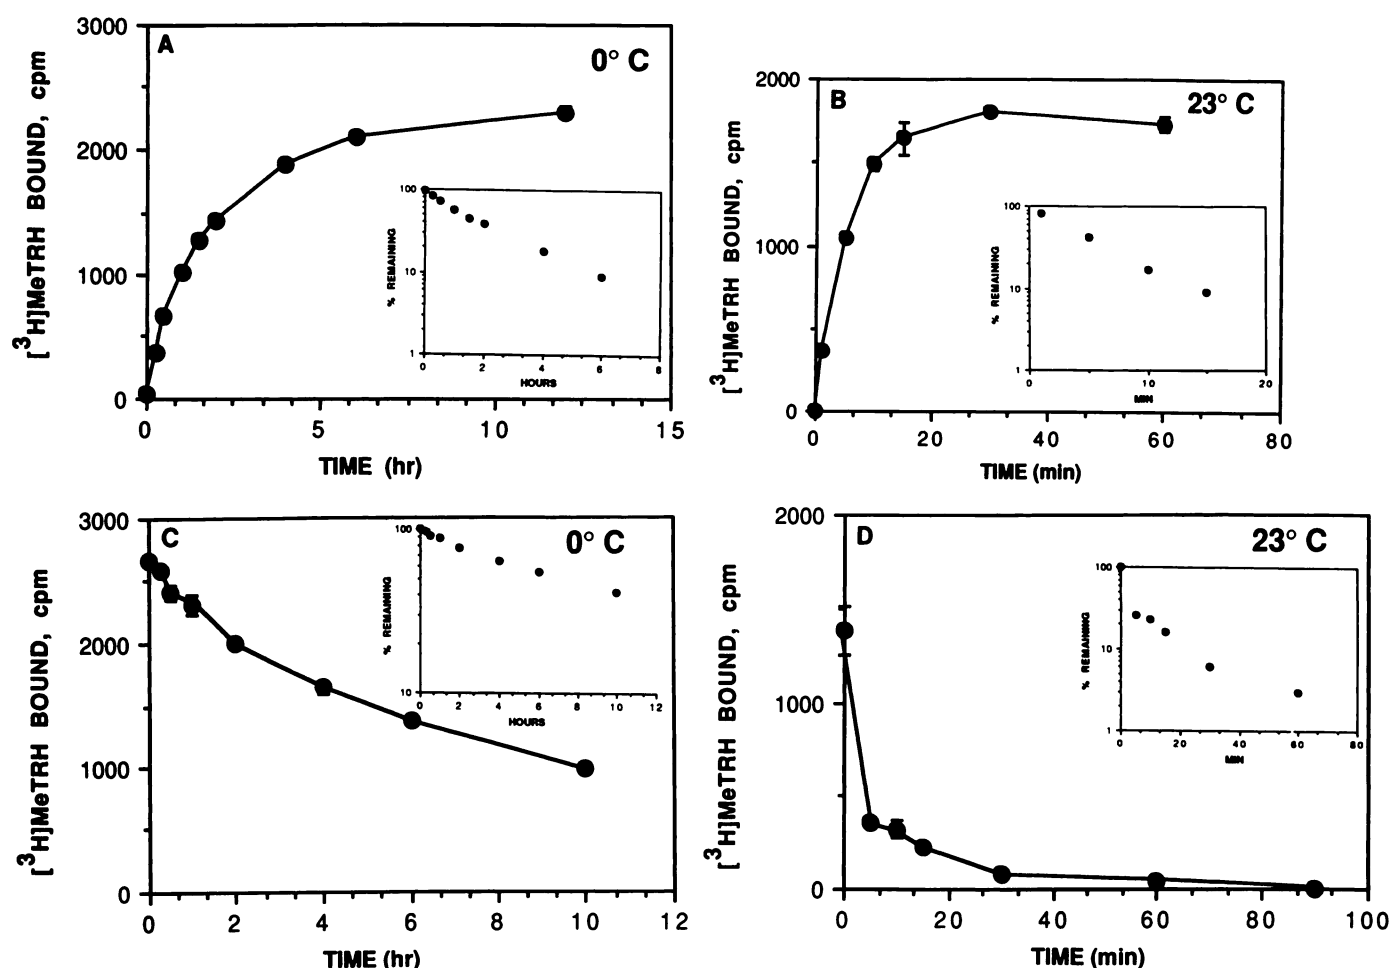 A
0° C
3000
2000
1000
0
[3H]MeTRH BOUND, cpm
0
5
10
15
TIME (hr)
100
10
1
% REMAINING
0
2
4
6
8
HOURS
B
23° C
2000
1000
0
[3H]MeTRH BOUND, cpm
0
20
40
60
80
TIME (min)
100
10
1
% REMAINING
0
10
20
MIN
C
0° C
3000
2000
1000
0
[3H]MeTRH BOUND, cpm
0
2
4
6
8
10
12
TIME (hr)
100
10
% REMAINING
0
2
4
6
8
10
12
HOURS
D
23° C
2000
1000
0
[3H]MeTRH BOUND, cpm
0
20
40
60
80
100
TIME (min)
100
10
1
% REMAINING
0
20
40
60
80
MIN